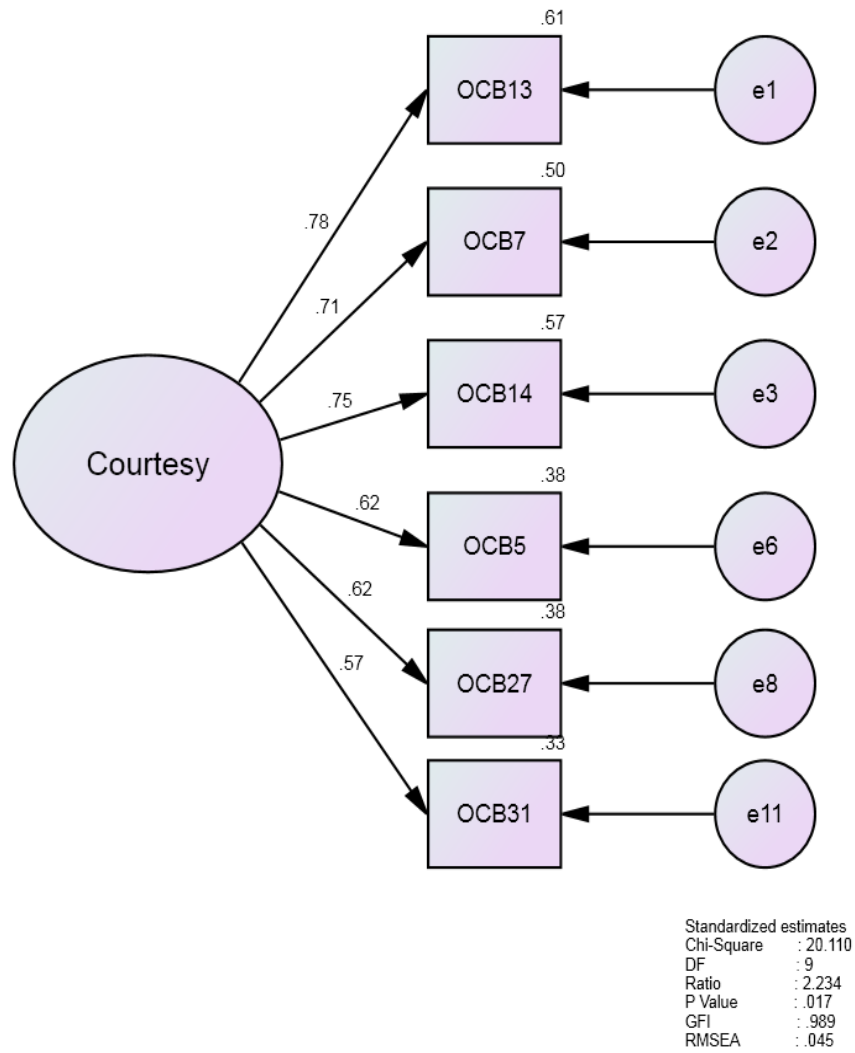 .61
OCB13
e1
.78
.50
OCB7
e2
.71
.57
OCB14
e3
.75
Courtesy
.38
OCB5
e6
.62
.38
OCB27
e8
.62
.33
OCB31
e11
.57
Standardized estimates
Chi-Square : 20.110
DF : 9
Ratio : 2.234
P Value : .017
GFI : .989
RMSEA : .045